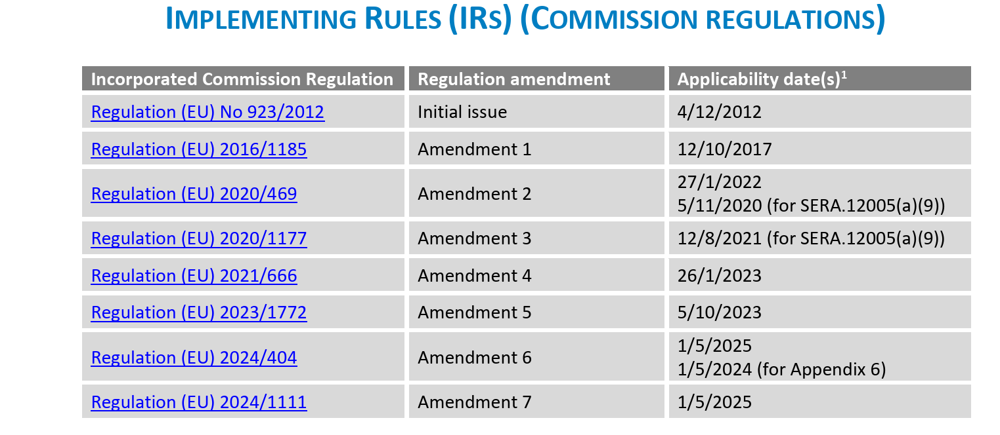 IMPLEMENTING RULES (IRS) (COMMISSION REGULATIONS)
Incorporated Commission Regulation Regulation amendment Applicability date(s)1
Regulation (EU) No 923/2012 Initial issue 4/12/2012
Regulation (EU) 2016/1185 Amendment 1 12/10/2017
Regulation (EU) 2020/469 Amendment 2 27/1/2022
5/11/2020 (for SERA.12005(a)(9))
Regulation (EU) 2020/1177 Amendment 3 12/8/2021 (for SERA.12005(a)(9))
Regulation (EU) 2021/666 Amendment 4 26/1/2023
Regulation (EU) 2023/1772 Amendment 5 5/10/2023
Regulation (EU) 2024/404 Amendment 6 1/5/2025
1/5/2024 (for Appendix 6)
Regulation (EU) 2024/1111 Amendment 7 1/5/2025